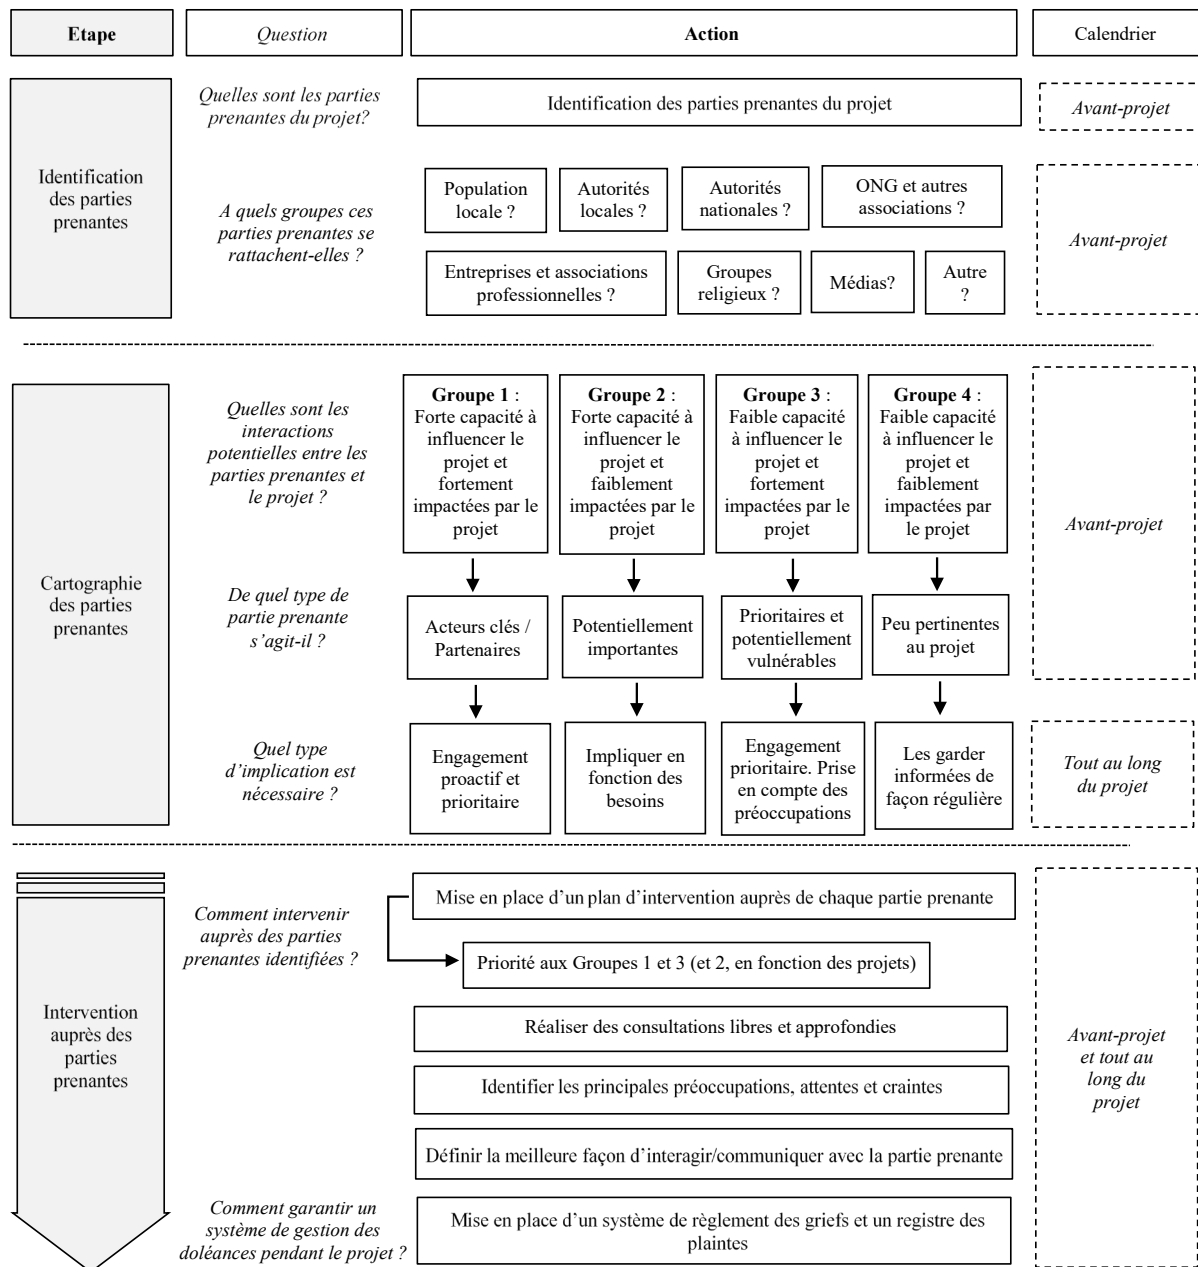 Etape
Question
Action
Calendrier
Identification
des parties
prenantes
Quelles sont les parties
prenantes du projet?
Identification des parties prenantes du projet
Avant-projet
A quels groupes ces
parties prenantes se
rattachent-elles ?
Population
locale ?
Autorités
locales ?
Autorités
nationales ?
ONG et autres
associations ?
Entreprises et associations
professionnelles ?
Groupes
religieux ?
Médias?
Autre
?
Avant-projet
Cartographie
des parties
prenantes
Quelles sont les
interactions
potentielles entre les
parties prenantes et
le projet ?
Groupe 1 :
Forte capacité à
influencer le
projet et
fortement
impactées par le
projet
Groupe 2 :
Forte capacité à
influencer le
projet et
faiblement
impactées par le
projet
Groupe 3 :
Faible capacité
à influencer le
projet et
fortement
impactées par le
projet
Groupe 4 :
Faible capacité
à influencer le
projet et
faiblement
impactées par
le projet
Avant-projet
De quel type de
partie prenante
s’agit-il ?
Acteurs clés /
Partenaires
Potentiellement
importantes
Prioritaires et
potentiellement
vulnérables
Peu pertinentes
au projet
Quel type
d’implication est
nécessaire ?
Engagement
proactif et
prioritaire
Impliquer en
fonction des
besoins
Engagement
prioritaire. Prise
en compte des
préoccupations
Les garder
informées de
façon régulière
Tout au long
du projet
Intervention
auprès des
parties
prenantes
Comment intervenir
auprès des parties
prenantes identifiées ?
Mise en place d’un plan d’intervention auprès de chaque partie prenante
Priorité aux Groupes 1 et 3 (et 2, en fonction des projets)
Réaliser des consultations libres et approfondies
Identifier les principales préoccupations, attentes et craintes
Définir la meilleure façon d’interagir/communiquer avec la partie prenante
Avant-projet
et tout au
long du
projet
Comment garantir un
système de gestion des
doléances pendant le projet ?
Mise en place d’un système de règlement des griefs et un registre des
plaintes